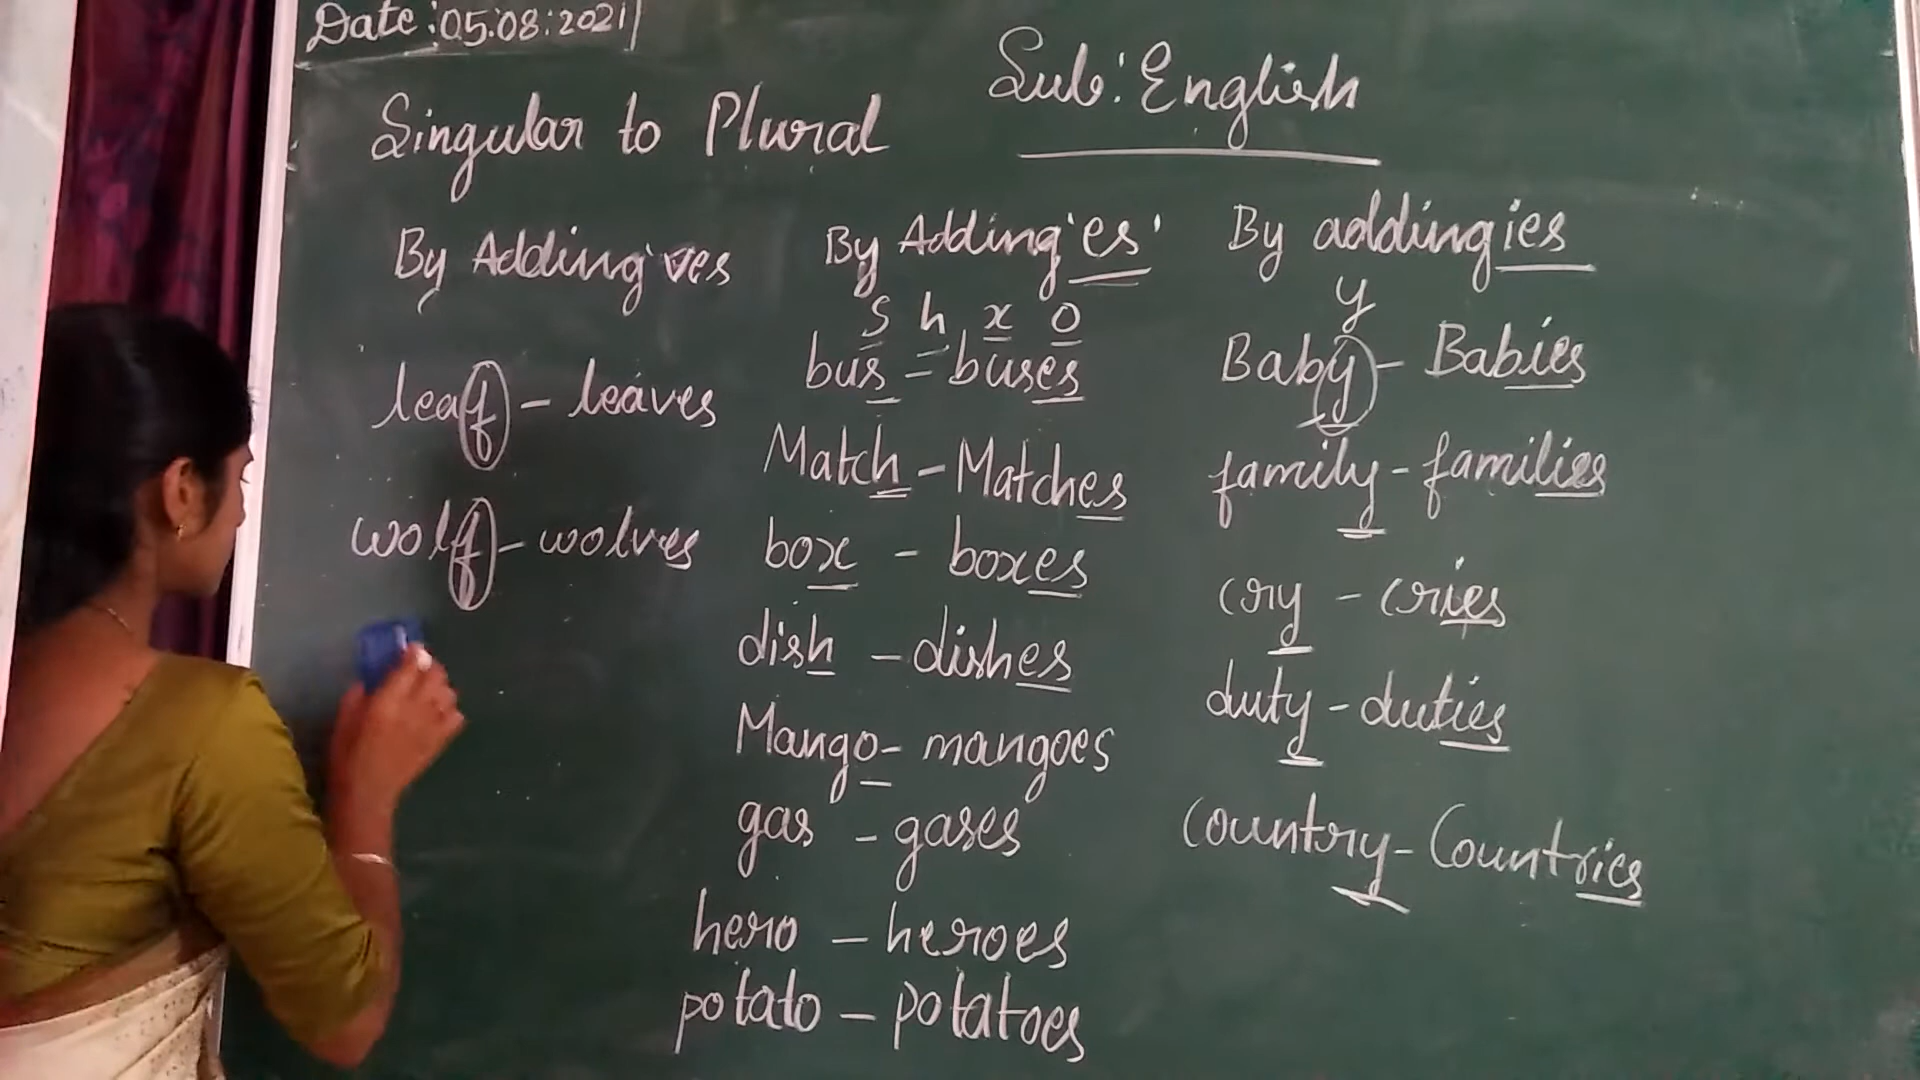 Date: 05:08:2021
Sub: English
Singular to Plural
By Adding ves
leaf - leaves
wolf - wolves
By Adding 'es'
s h x o
bus - buses
Match - Matches
box - boxes
dish - dishes
Mango - mangoes
gas - gases
hero - heroes
potato - potatoes
By adding ies
y
Baby - Babies
family - families
cry - cries
duty - duties
country - Countries